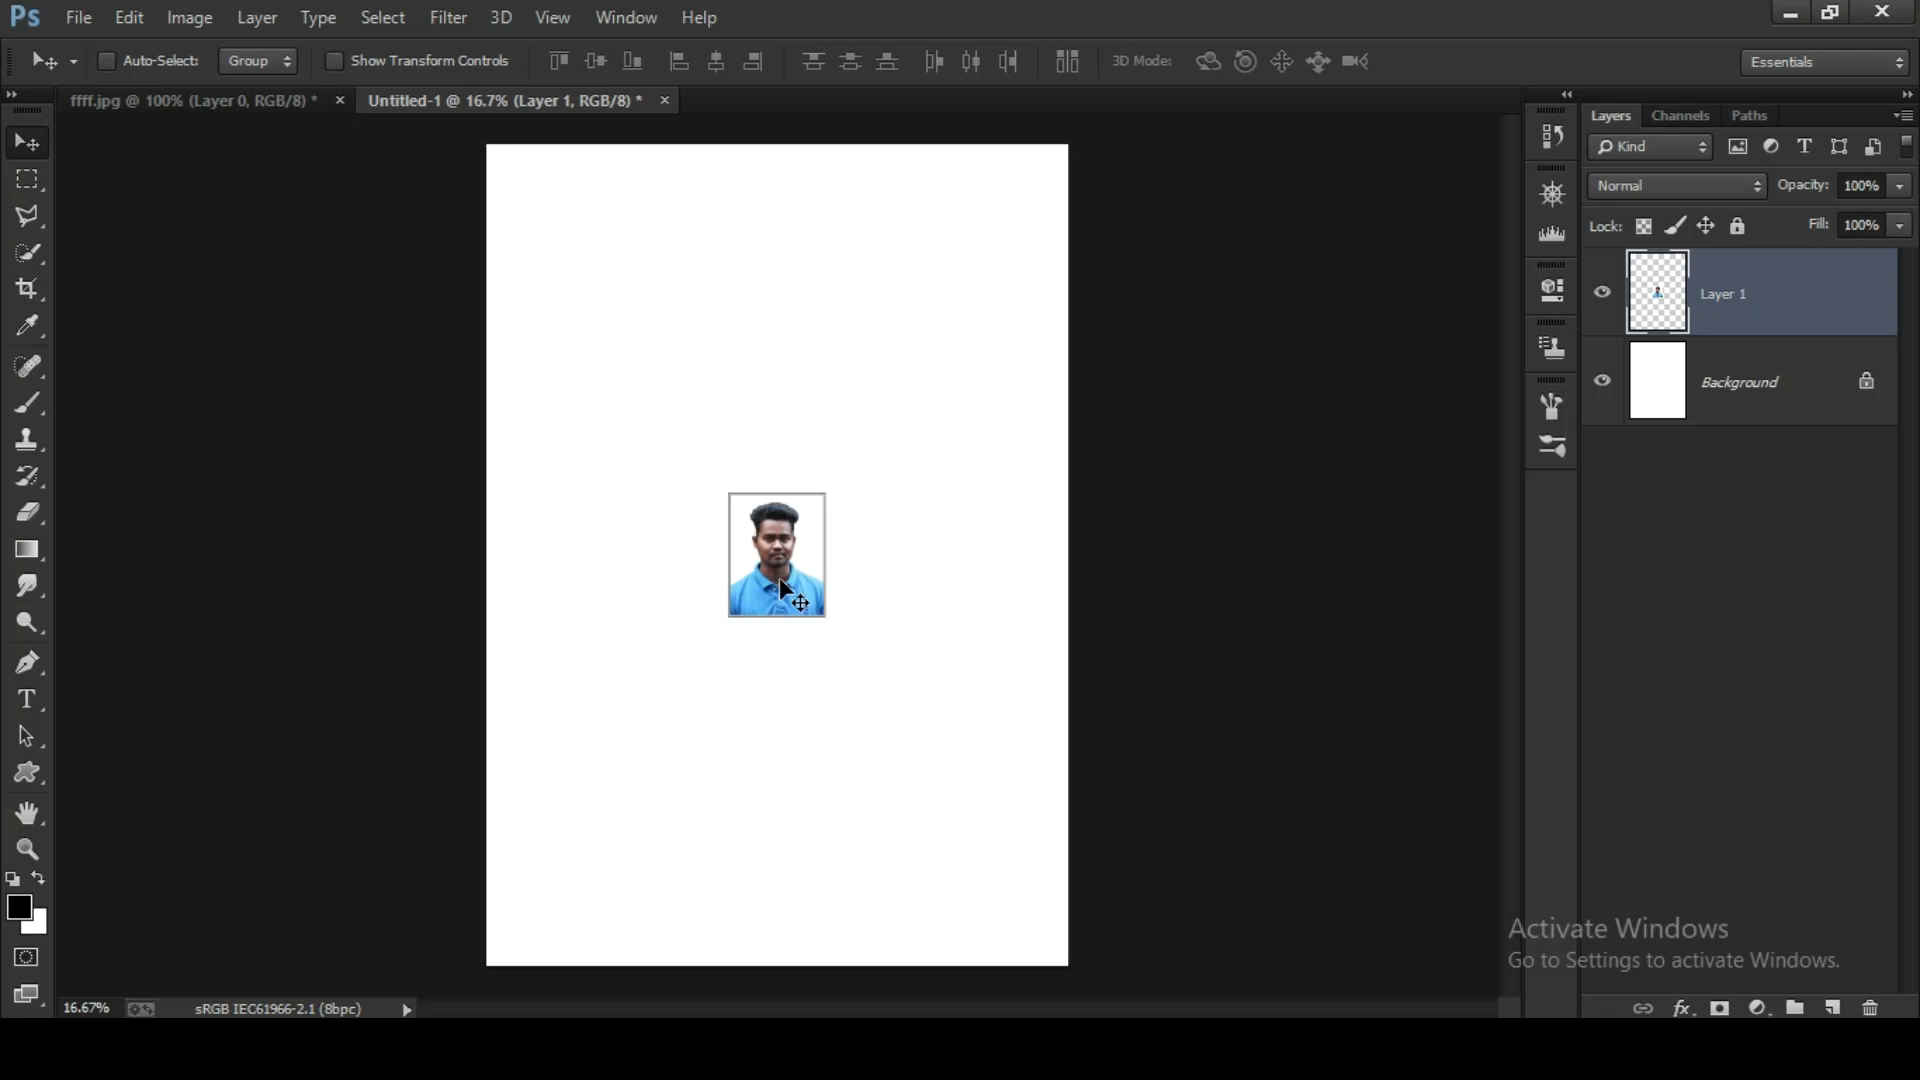 Ps File Edit Image Layer Type Select Filter 3D View Window Help
Auto-Select: Group Show Transform Controls 3D Mode: Essentials
ffff.jpg @ 100% (Layer 0, RGB/8) * × Untitled-1 @ 16.7% (Layer 1, RGB/8) * ×
Layers Channels Paths
Kind
Normal Opacity: 100%
Lock: Fill: 100%
Layer 1
Background
Activate Windows
Go to Settings to activate Windows.
16.67% sRGB IEC61966-2.1 (8bpc)
fx